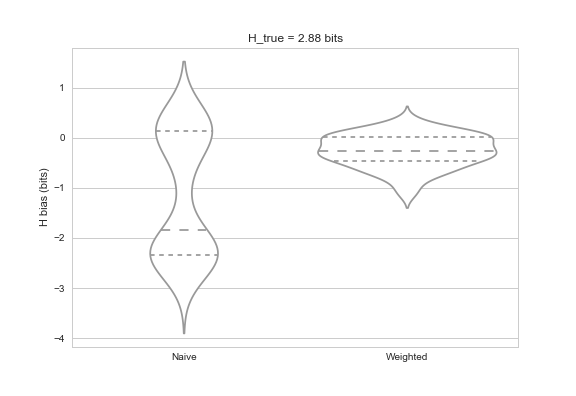 H_true = 2.88 bits
H bias (bits)
1
0
−1
−2
−3
−4
Naive
Weighted